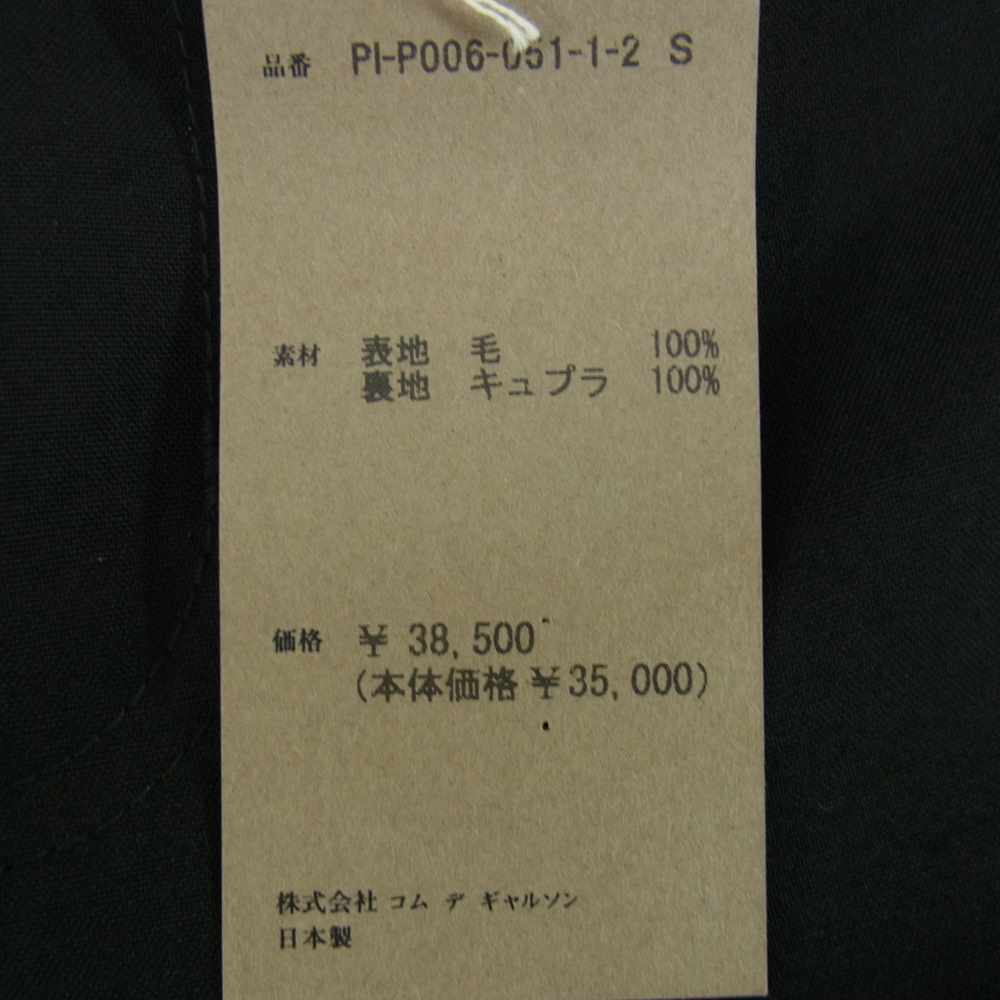 品番 PI-P006-051-1-2 S
素材 表地 毛 100%
裏地 キュプラ 100%
価格 ¥ 38,500
(本体価格¥35,000)
株式会社 コム デ ギャルソン
日本製